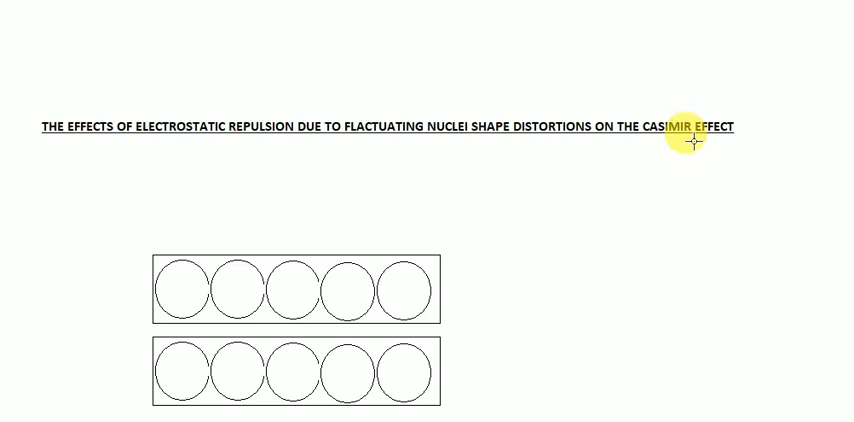 THE EFFECTS OF ELECTROSTATIC REPULSION DUE TO FLACTUATING NUCLEI SHAPE DISTORTIONS ON THE CASIMIR EFFECT